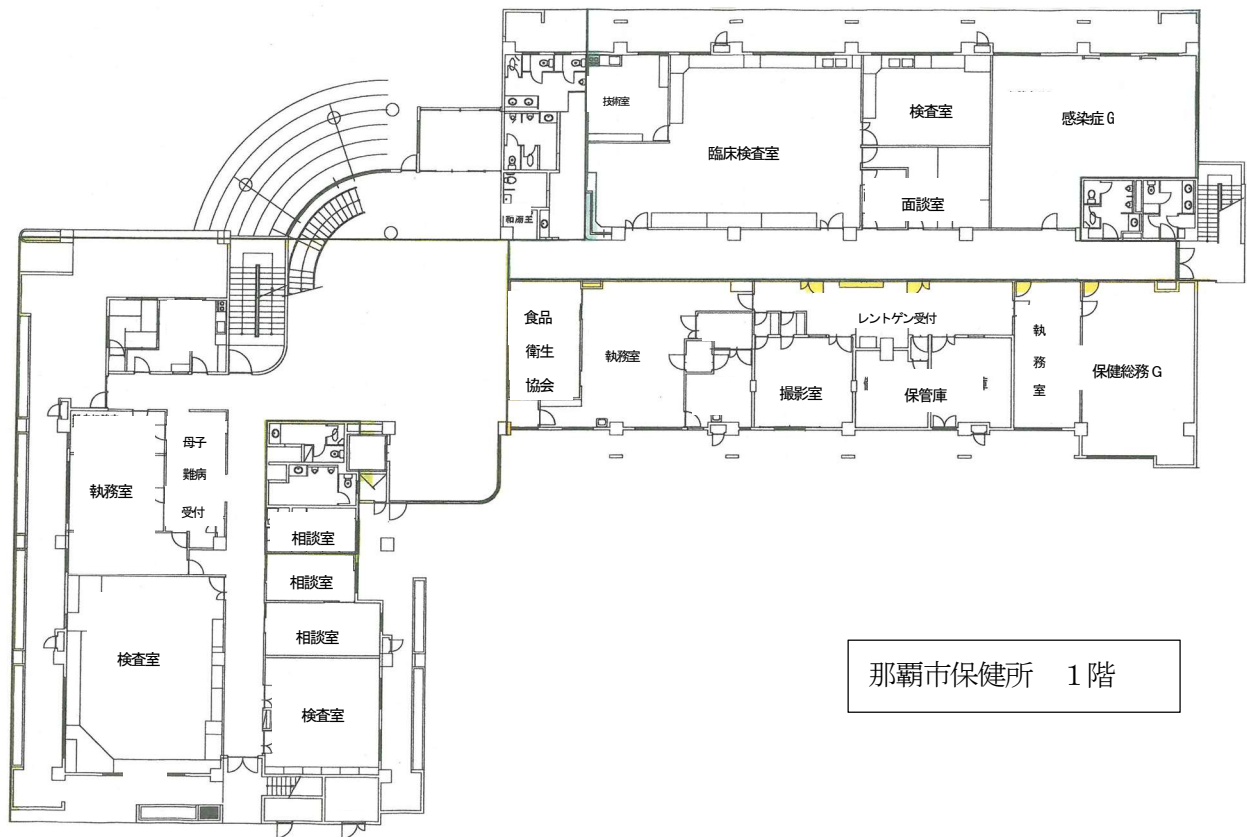 技術室
臨床検査室
検査室
面談室
感染症G
食品
衛生
協会
執務室
レントゲン受付
撮影室
保管庫
執
務
室
保健総務G
母子
難病
受付
執務室
相談室
相談室
相談室
検査室
検査室
那覇市保健所 1階